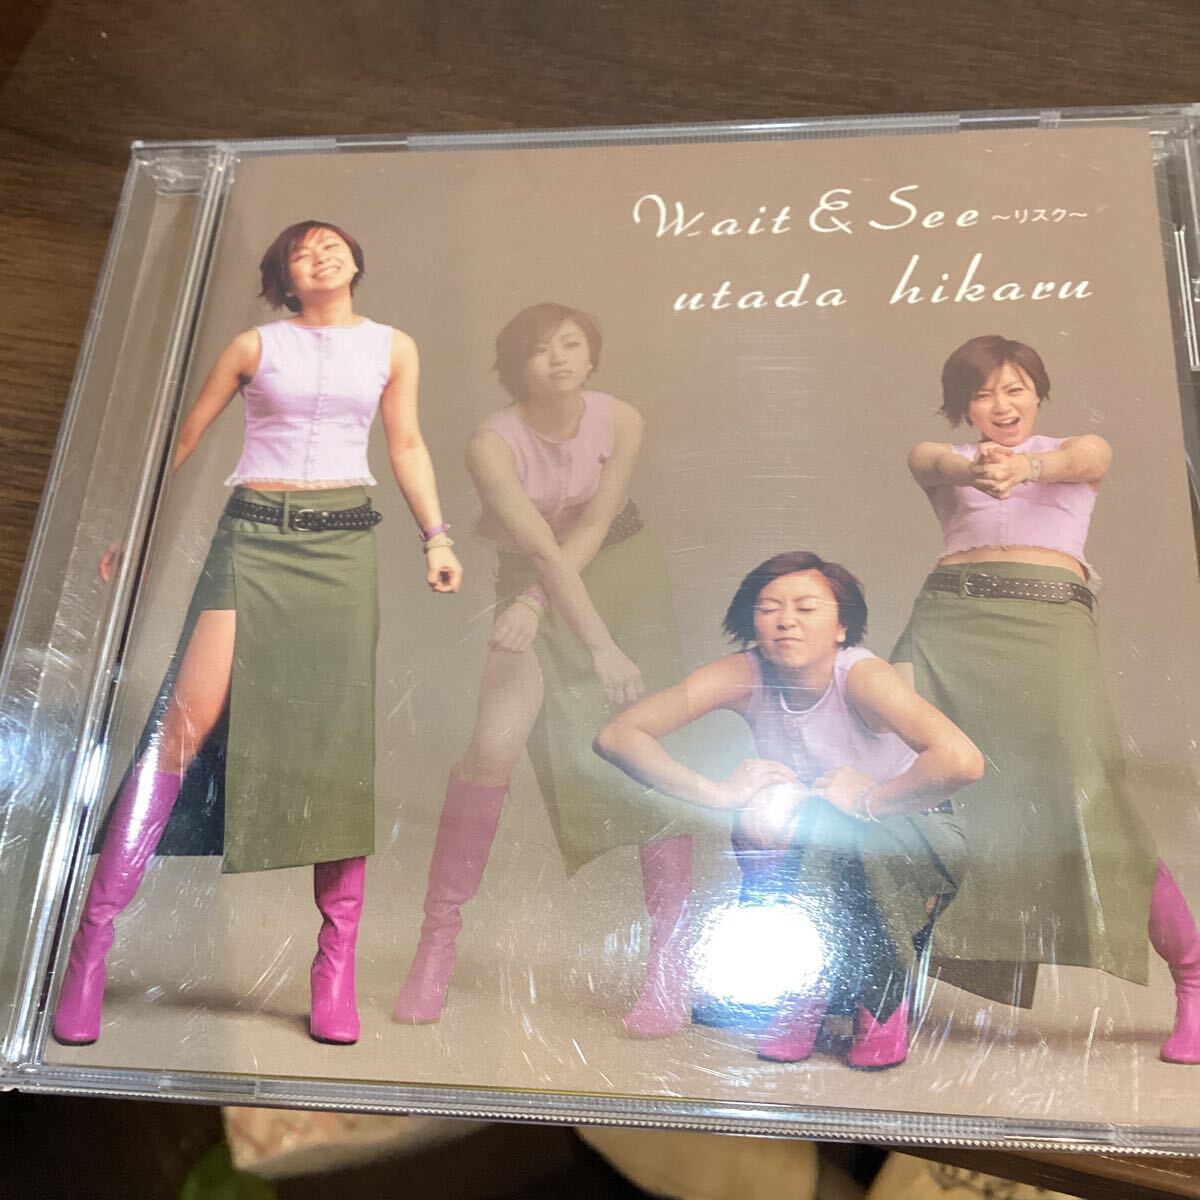 Wait & See ～リスク～
utada hikaru